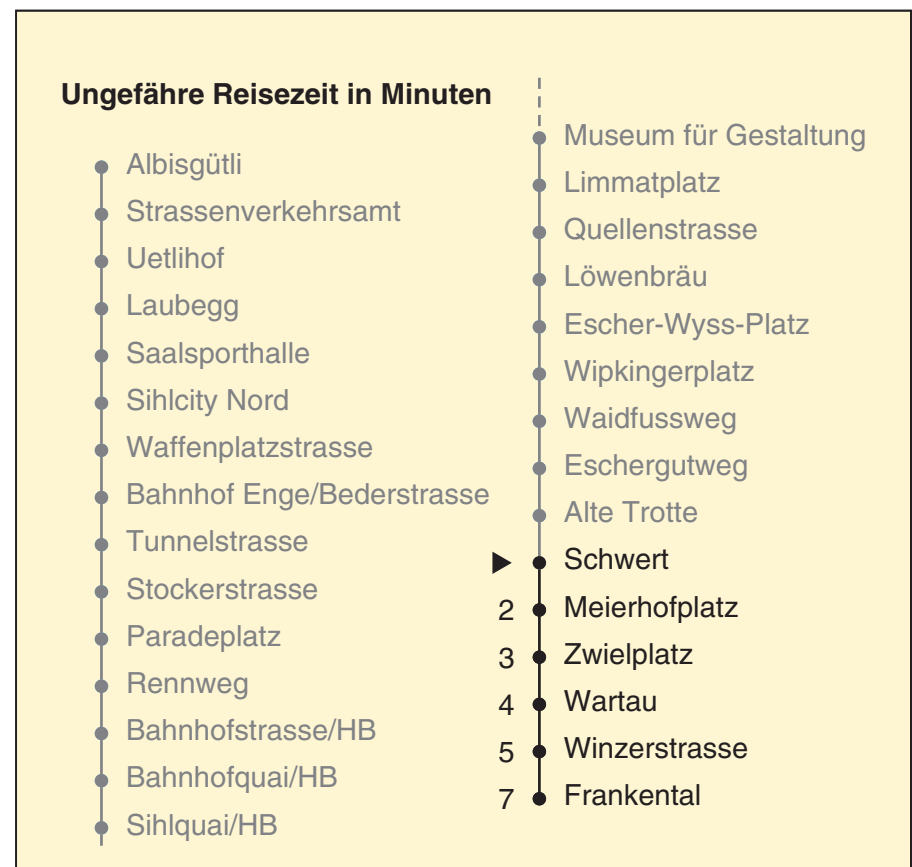 Ungefähre Reisezeit in Minuten
Albisgütli
Strassenverkehrsamt
Uetlihof
Laubegg
Saalsporthalle
Sihlcity Nord
Waffenplatzstrasse
Bahnhof Enge/Bederstrasse
Tunnelstrasse
Stockerstrasse
Paradeplatz
Rennweg
Bahnhofstrasse/HB
Bahnhofquai/HB
Sihlquai/HB
Museum für Gestaltung
Limmatplatz
Quellenstrasse
Löwenbräu
Escher-Wyss-Platz
Wipkingerplatz
Waidfussweg
Eschergutweg
Alte Trotte
Schwert
2 Meierhofplatz
3 Zwielplatz
4 Wartau
5 Winzerstrasse
7 Frankental